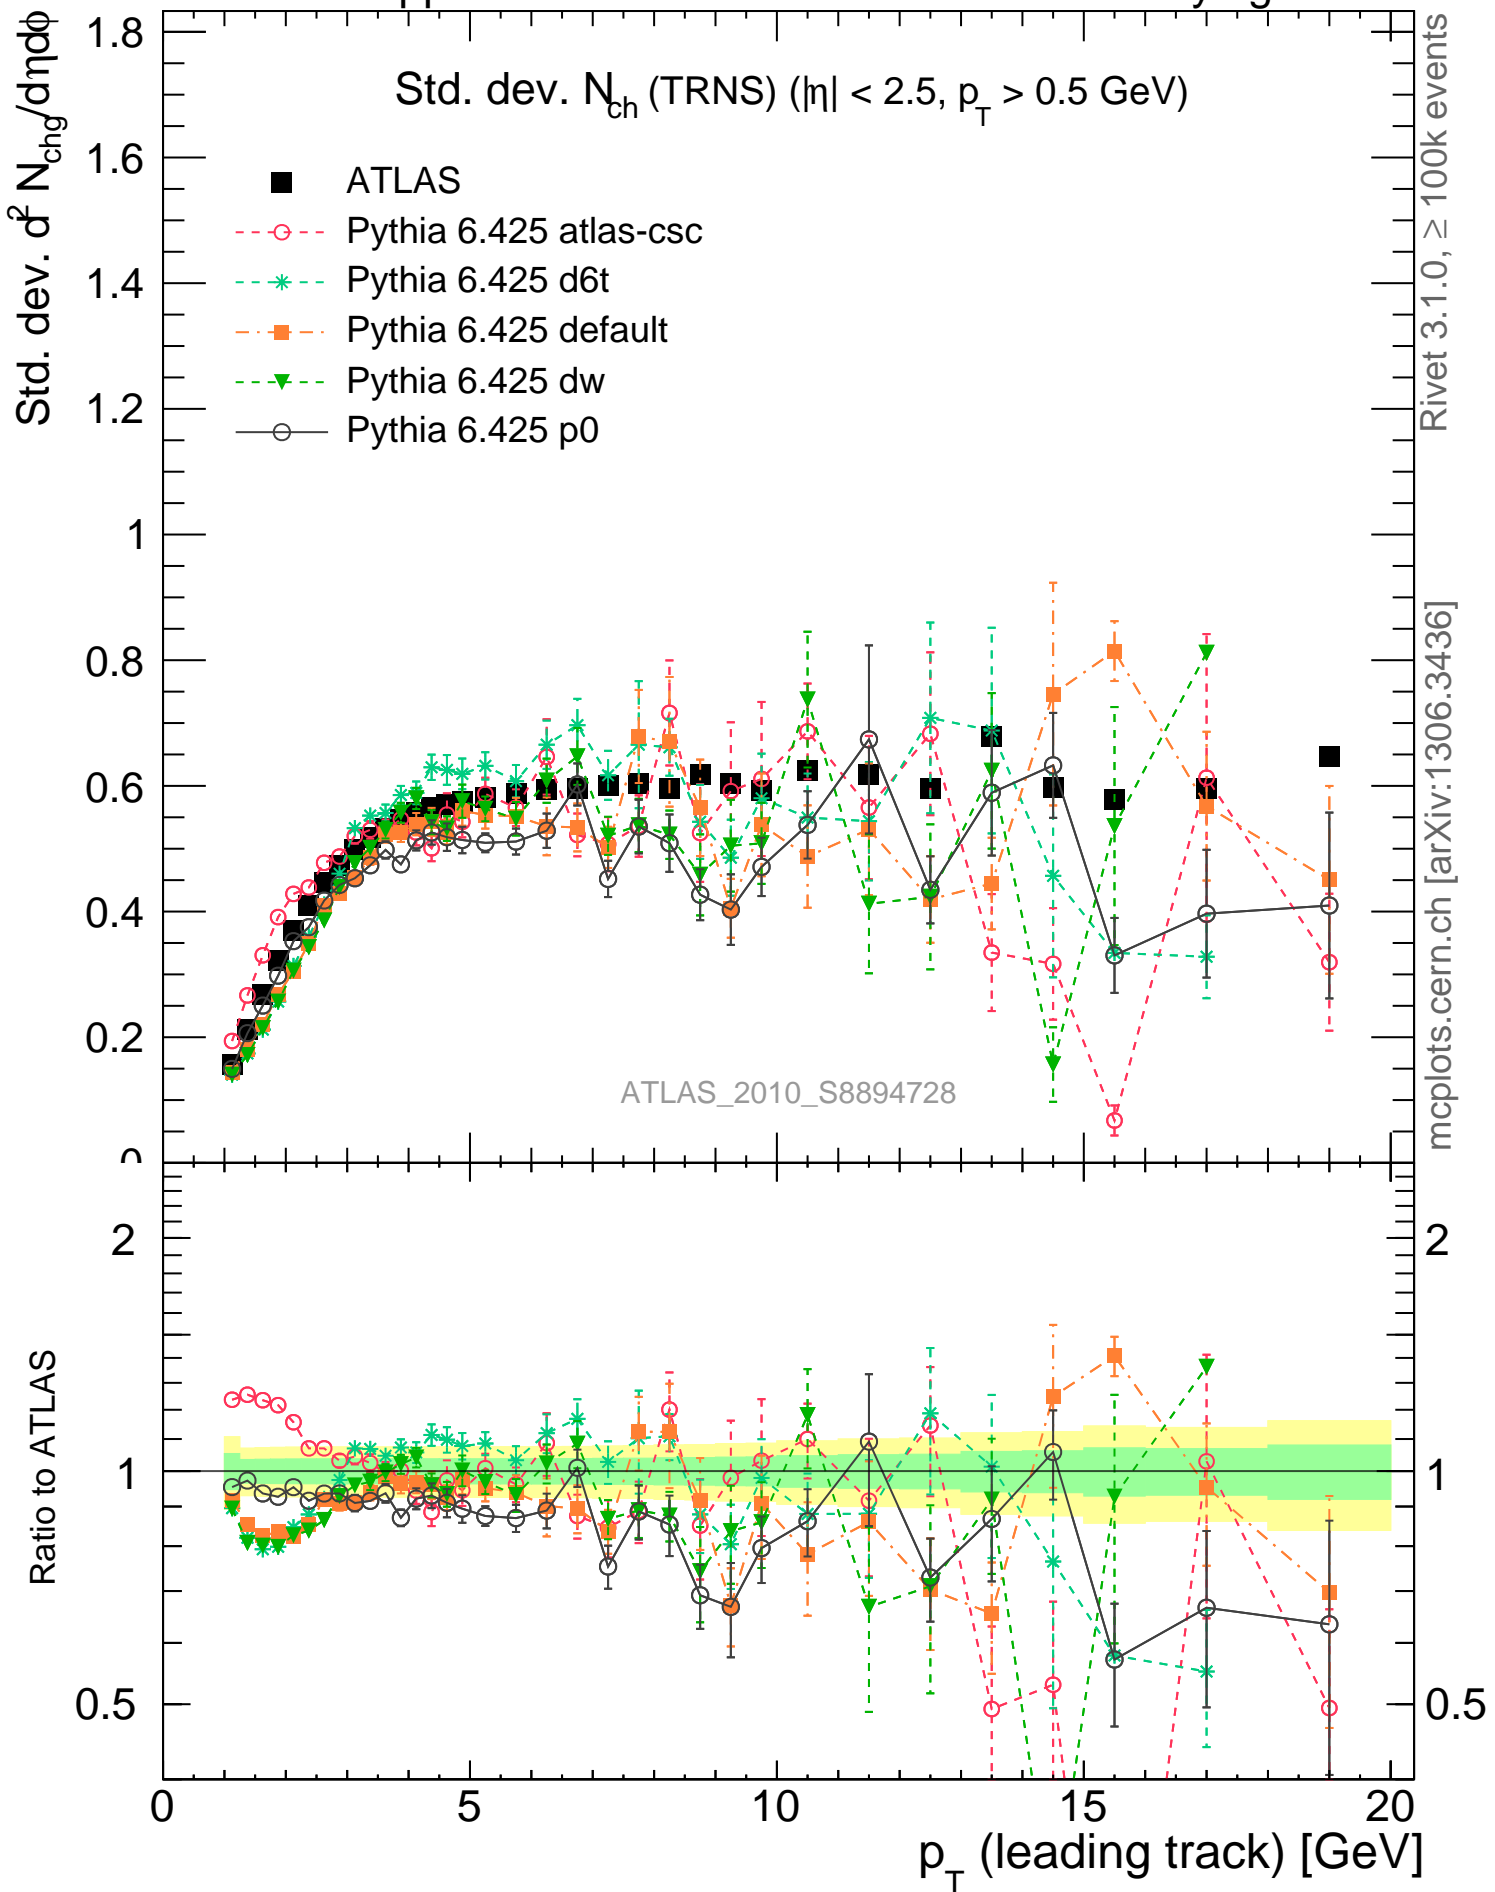 Std. dev. N_ch (TRNS) (|η| < 2.5, p_T > 0.5 GeV)
Std. dev. d² N_chg/dηdφ
ATLAS
Pythia 6.425 atlas-csc
Pythia 6.425 d6t
Pythia 6.425 default
Pythia 6.425 dw
Pythia 6.425 p0
1.8
1.6
1.4
1.2
1
0.8
0.6
0.4
0.2
0
ATLAS_2010_S8894728
Rivet 3.1.0, ≥ 100k events
mcplots.cern.ch [arXiv:1306.3436]
Ratio to ATLAS
2
1
0.5
2
1
0.5
0
5
10
15
20
p_T (leading track) [GeV]